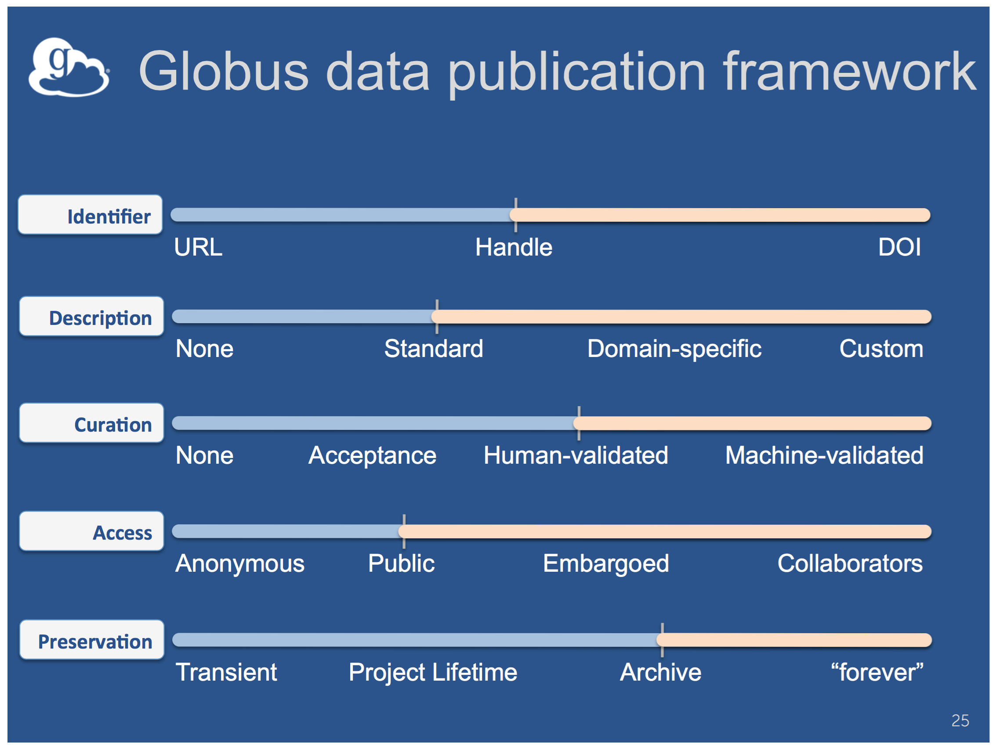 g®
Globus data publication framework
Identifier
URL Handle DOI
Description
None Standard Domain-specific Custom
Curation
None Acceptance Human-validated Machine-validated
Access
Anonymous Public Embargoed Collaborators
Preservation
Transient Project Lifetime Archive “forever”
25